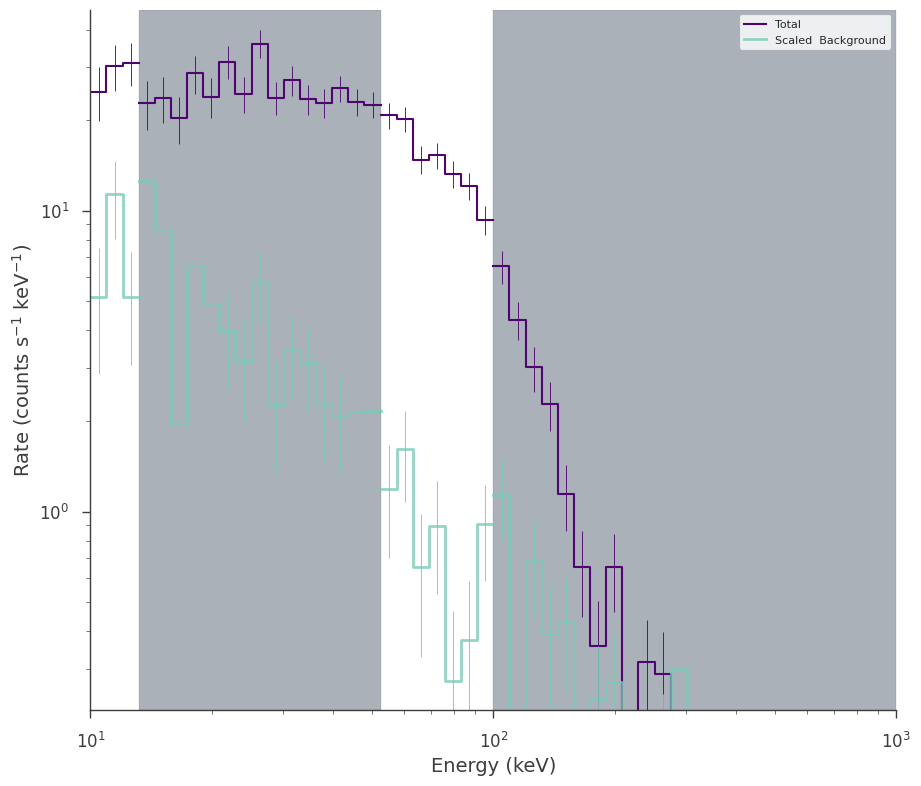 Total
Scaled  Background
Rate (counts s⁻¹ keV⁻¹)
10¹
10⁰
10¹ 10² 10³
Energy (keV)